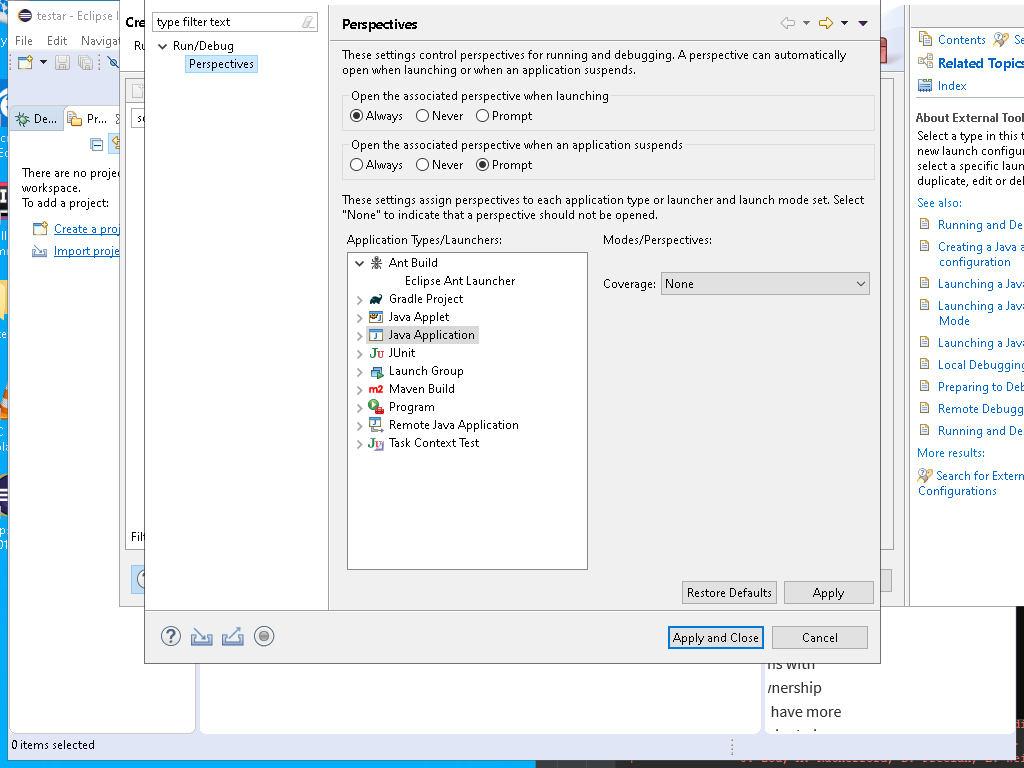 testar - Eclipse
File Edit Navigat
De...
Pr...
There are no proje
workspace.
To add a project:
Create a proj
Import proje
0 items selected
Cre
Filt
type filter text
Run/Debug
Perspectives
Perspectives
These settings control perspectives for running and debugging. A perspective can automatically
open when launching or when an application suspends.
Open the associated perspective when launching
Always Never Prompt
Open the associated perspective when an application suspends
Always Never Prompt
These settings assign perspectives to each application type or launcher and launch mode set. Select
"None" to indicate that a perspective should not be opened.
Application Types/Launchers:
Modes/Perspectives:
Ant Build
Eclipse Ant Launcher
Gradle Project
Java Applet
Java Application
JUnit
Launch Group
Maven Build
Program
Remote Java Application
Task Context Test
Coverage: None
Restore Defaults Apply
Apply and Close Cancel
Contents Se
Related Topics
Index
About External Tool
Select a type in this t
new launch configur
select a specific laun
duplicate, edit or del
See also:
Running and De
Creating a Java a
configuration
Launching a Java
Launching a Java
Mode
Launching a Java
Local Debugging
Preparing to Deb
Remote Debugg
Running and De
More results:
Search for Extern
Configurations
ns with
wnership
have more